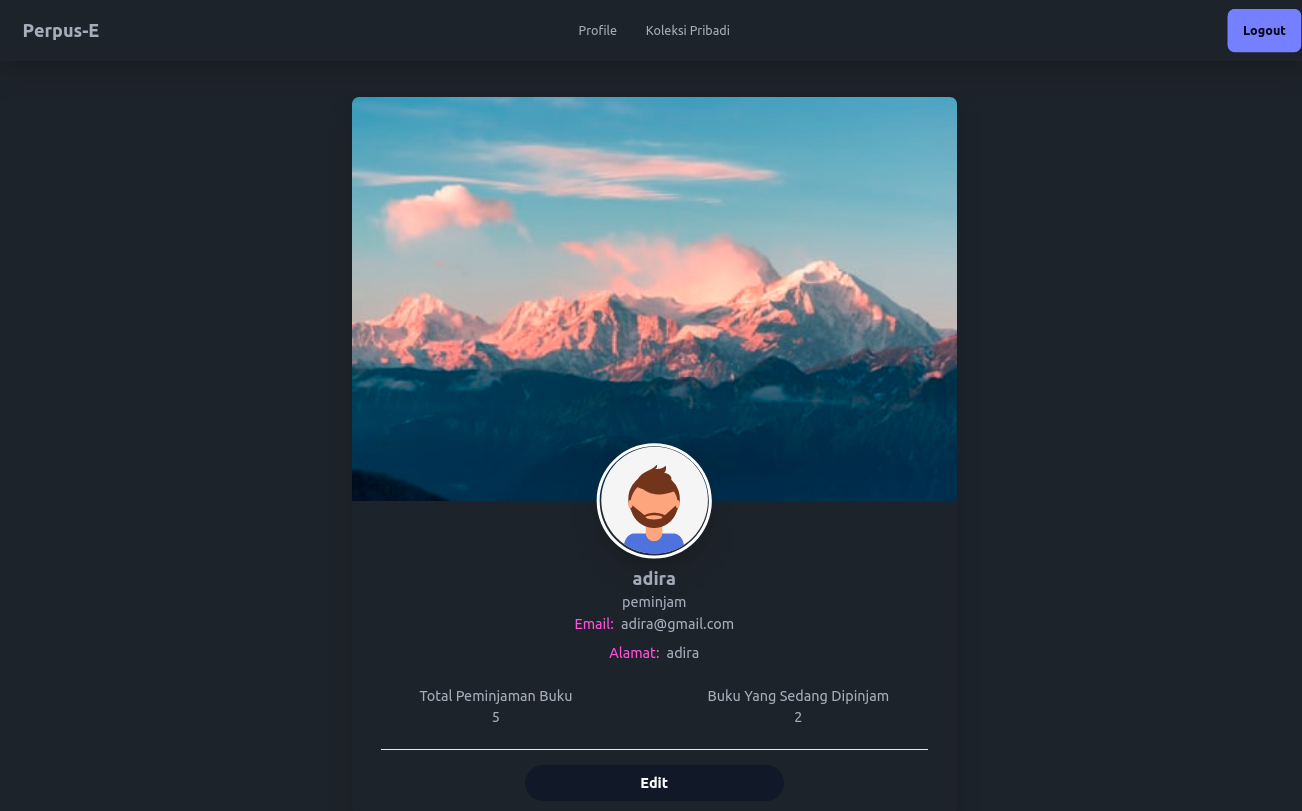 Perpus-E
Profile
Koleksi Pribadi
Logout
adira
peminjam
Email: adira@gmail.com
Alamat: adira
Total Peminjaman Buku
5
Buku Yang Sedang Dipinjam
2
Edit